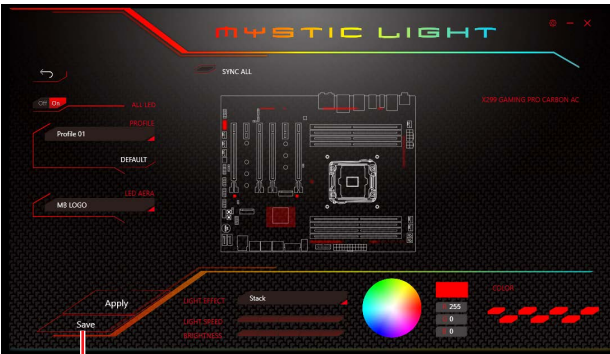 MYSTIC LIGHT
SYNC ALL
Off On
ALL LED
X299 GAMING PRO CARBON AC
PROFILE
Profile 01
DEFAULT
LED AERA
MB LOGO
Apply
Save
LIGHT EFFECT
Stack
LIGHT SPEED
BRIGHTNESS
255
0
0
COLOR